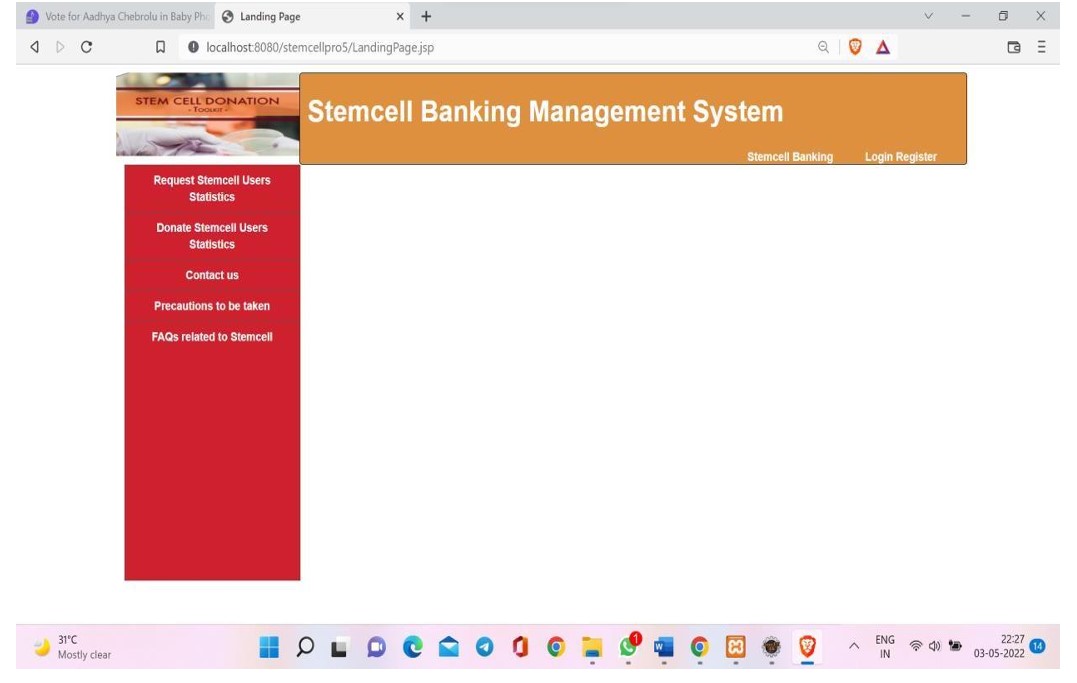 Vote for Aadhya Chebrolu in Baby Pho
Landing Page
localhost:8080/stemcellpro5/LandingPage.jsp
STEM CELL DONATION
- TOOLKIT -
Stemcell Banking Management System
Stemcell Banking Login Register
Request Stemcell Users
Statistics
Donate Stemcell Users
Statistics
Contact us
Precautions to be taken
FAQs related to Stemcell
31°C
Mostly clear
1
W
ENG
IN
22:27
03-05-2022
14